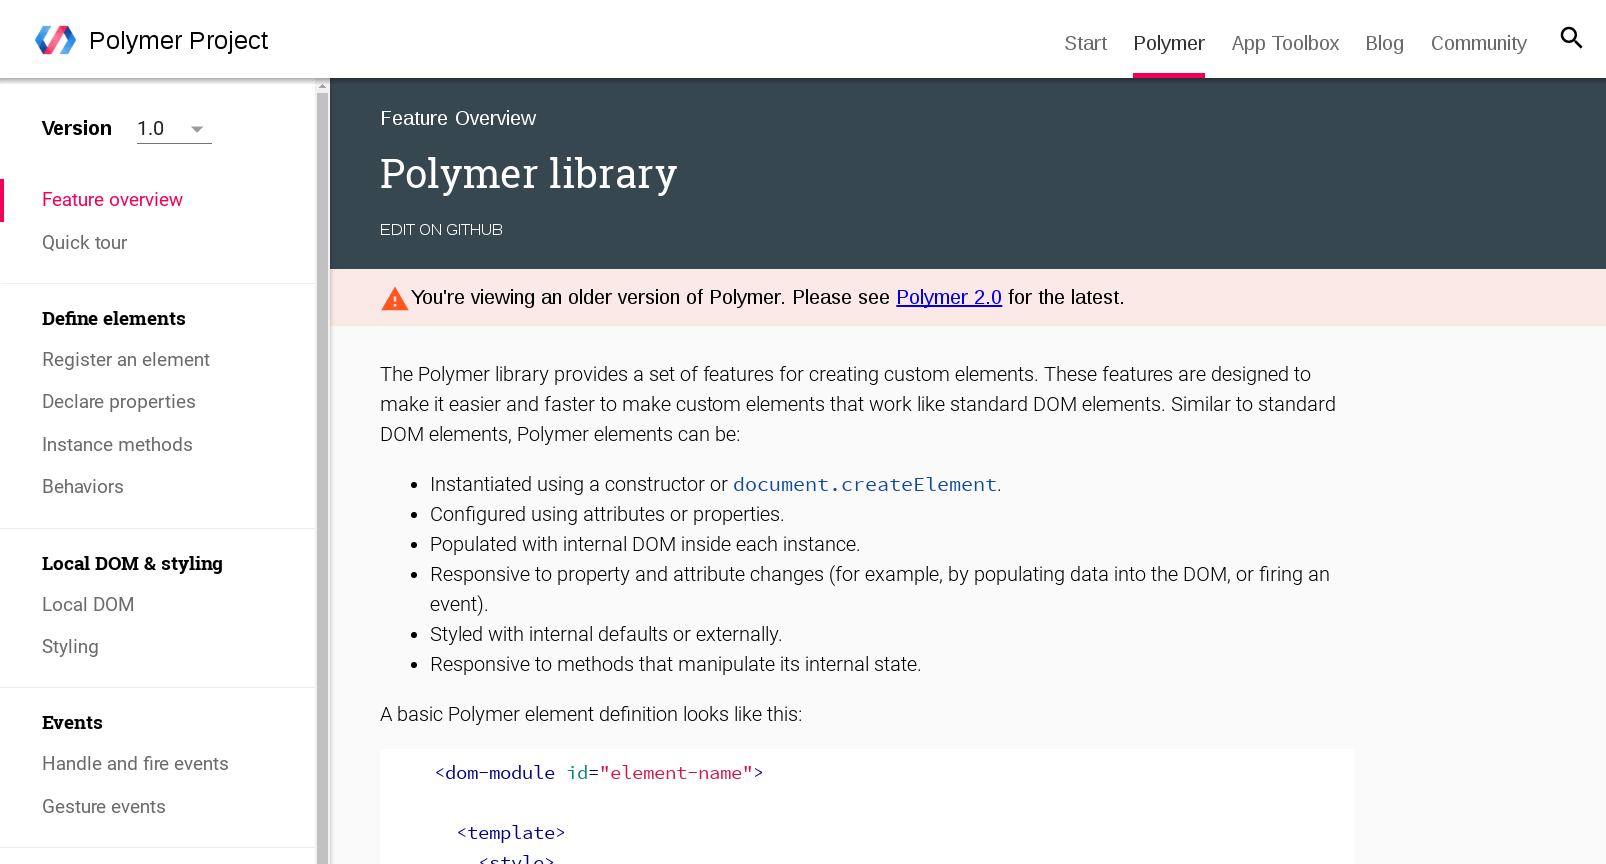 Polymer Project
Start
Polymer
App Toolbox
Blog
Community
Version
1.0
Feature overview
Quick tour
Define elements
Register an element
Declare properties
Instance methods
Behaviors
Local DOM & styling
Local DOM
Styling
Events
Handle and fire events
Gesture events
Feature Overview
Polymer library
EDIT ON GITHUB
You're viewing an older version of Polymer. Please see Polymer 2.0 for the latest.
The Polymer library provides a set of features for creating custom elements. These features are designed to
make it easier and faster to make custom elements that work like standard DOM elements. Similar to standard
DOM elements, Polymer elements can be:
• Instantiated using a constructor or document.createElement.
• Configured using attributes or properties.
• Populated with internal DOM inside each instance.
• Responsive to property and attribute changes (for example, by populating data into the DOM, or firing an
event).
• Styled with internal defaults or externally.
• Responsive to methods that manipulate its internal state.
A basic Polymer element definition looks like this:
<dom-module id="element-name">
<template>
<style>